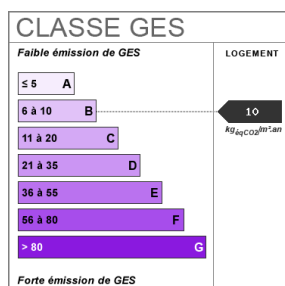 CLASSE GES
Faible émission de GES
LOGEMENT
≤ 5 A
6 à 10 B
10
kgéqCO2/m².an
11 à 20 C
21 à 35 D
36 à 55 E
56 à 80 F
> 80 G
Forte émission de GES